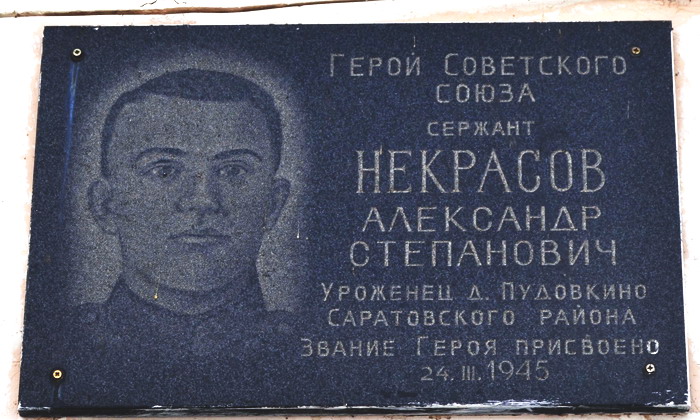 Герой Советского
Союза
сержант
Некрасов
Александр
Степанович
Уроженец д. Пудовкино
Саратовского района
Звание Героя присвоено
24.III.1945